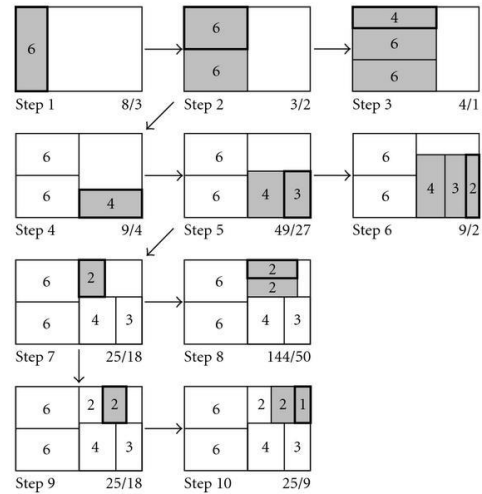 6
Step 1 8/3
6
6
Step 2 3/2
4
6
6
Step 3 4/1
6
6
4
Step 4 9/4
6
6 4 3
Step 5 49/27
6
6 4 3 2
Step 6 9/2
6 2
6 4 3
Step 7 25/18
2
6 2
6 4 3
Step 8 144/50
6 2 2
6 4 3
Step 9 25/18
6 2 2 1
6 4 3
Step 10 25/9